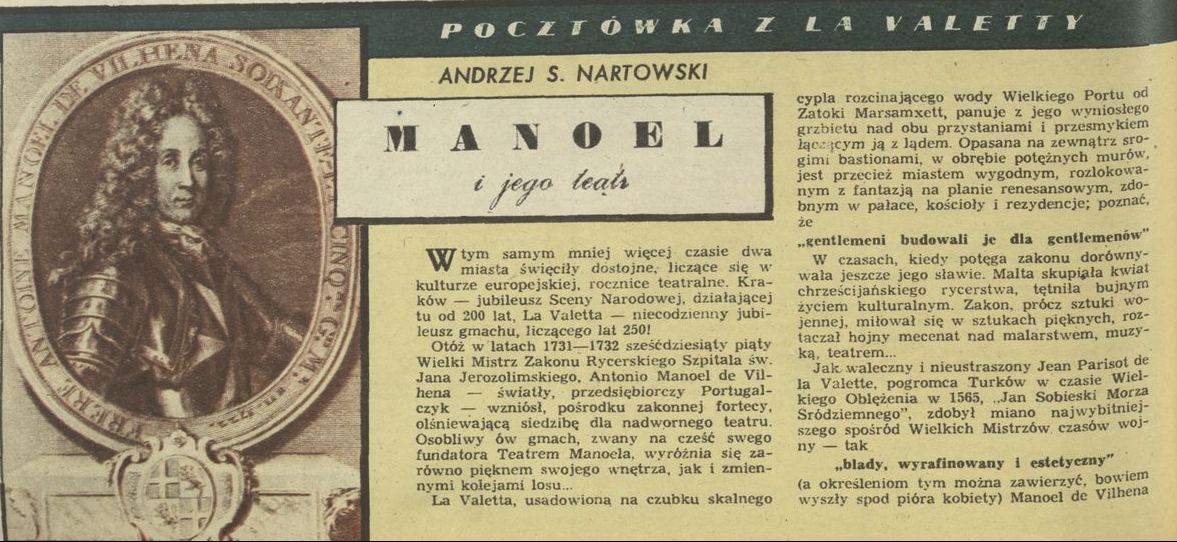 POCZTÓWKA Z LA VALETTY
FRERE ANTOINE MANOEL DE VILHENA SOIXANTE CINQ G. M.
ANDRZEJ S. NARTOWSKI
MANOEL
i jego teatr
W tym samym mniej więcej czasie dwa
miasta święciły dostojne, liczące się w
kulturze europejskiej, rocznice teatralne. Kra-
ków — jubileusz Sceny Narodowej, działającej
tu od 200 lat, La Valetta — niecodzienny jubi-
leusz gmachu, liczącego lat 250!
Otóż w latach 1731—1732 sześćdziesiąty piąty
Wielki Mistrz Zakonu Rycerskiego Szpitala św.
Jana Jerozolimskiego, Antonio Manoel de Vil-
hena — światły, przedsiębiorczy Portugal-
czyk — wzniósł, pośrodku zakonnej fortecy,
olśniewającą siedzibę dla nadwornego teatru.
Osobliwy ów gmach, zwany na cześć swego
fundatora Teatrem Manoela, wyróżnia się za-
równo pięknem swojego wnętrza, jak i zmien-
nymi kolejami losu...
La Valetta, usadowiona na czubku skalnego
cypla rozcinającego wody Wielkiego Portu od
Zatoki Marsamxett, panuje z jego wyniosłego
grzbietu nad obu przystaniami i przesmykiem
łączącym ją z lądem. Opasana na zewnątrz sro-
gimi bastionami, w obrębie potężnych murów,
jest przecież miastem wygodnym, rozlokowa-
nym z fantazją na planie renesansowym, zdo-
bnym w pałace, kościoły i rezydencje; poznać,
że
„gentlemeni budowali je dla gentlemenów”
W czasach, kiedy potęga zakonu dorówny-
wała jeszcze jego sławie. Malta skupiała kwiat
chrześcijańskiego rycerstwa, tętniła bujnym
życiem kulturalnym. Zakon, prócz sztuki wo-
jennej, miłował się w sztukach pięknych, roz-
taczał hojny mecenat nad malarstwem, muzy-
ką, teatrem...
Jak waleczny i nieustraszony Jean Parisot de
la Valette, pogromca Turków w czasie Wiel-
kiego Oblężenia w 1565, „Jan Sobieski Morza
Śródziemnego”, zdobył miano najwybitniej-
szego spośród Wielkich Mistrzów czasów woj-
ny — tak
„blady, wyrafinowany i estetyczny”
(a określeniom tym można zawierzyć, bowiem
wyszły spod pióra kobiety) Manoel de Vilhena